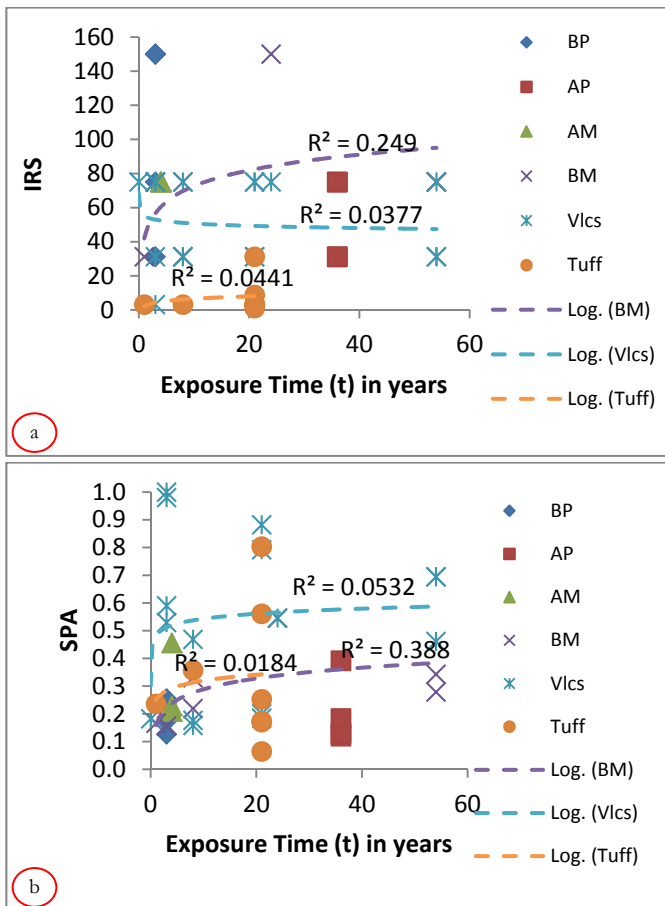 160
140
120
100
80
60
40
20
0
IRS
0
20
40
60
Exposure Time (t) in years
R² = 0.249
R² = 0.0377
R² = 0.0441
BP
AP
AM
BM
Vlcs
Tuff
Log. (BM)
Log. (Vlcs)
Log. (Tuff)
a
1.0
0.9
0.8
0.7
0.6
0.5
0.4
0.3
0.2
0.1
0.0
SPA
0
20
40
60
Exposure Time (t) in years
R² = 0.0532
R² = 0.388
R² = 0.0184
BP
AP
AM
BM
Vlcs
Tuff
Log. (BM)
Log. (Vlcs)
Log. (Tuff)
b